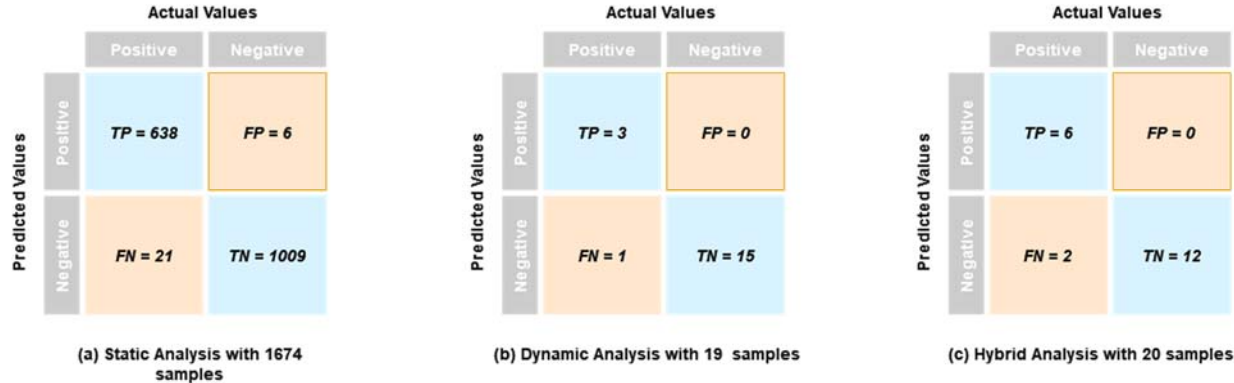 Actual Values
Positive Negative
Predicted Values
Positive
TP = 638 FP = 6
Negative
FN = 21 TN = 1009
(a) Static Analysis with 1674
samples
Actual Values
Positive Negative
Predicted Values
Positive
TP = 3 FP = 0
Negative
FN = 1 TN = 15
(b) Dynamic Analysis with 19 samples
Actual Values
Positive Negative
Predicted Values
Positive
TP = 6 FP = 0
Negative
FN = 2 TN = 12
(c) Hybrid Analysis with 20 samples